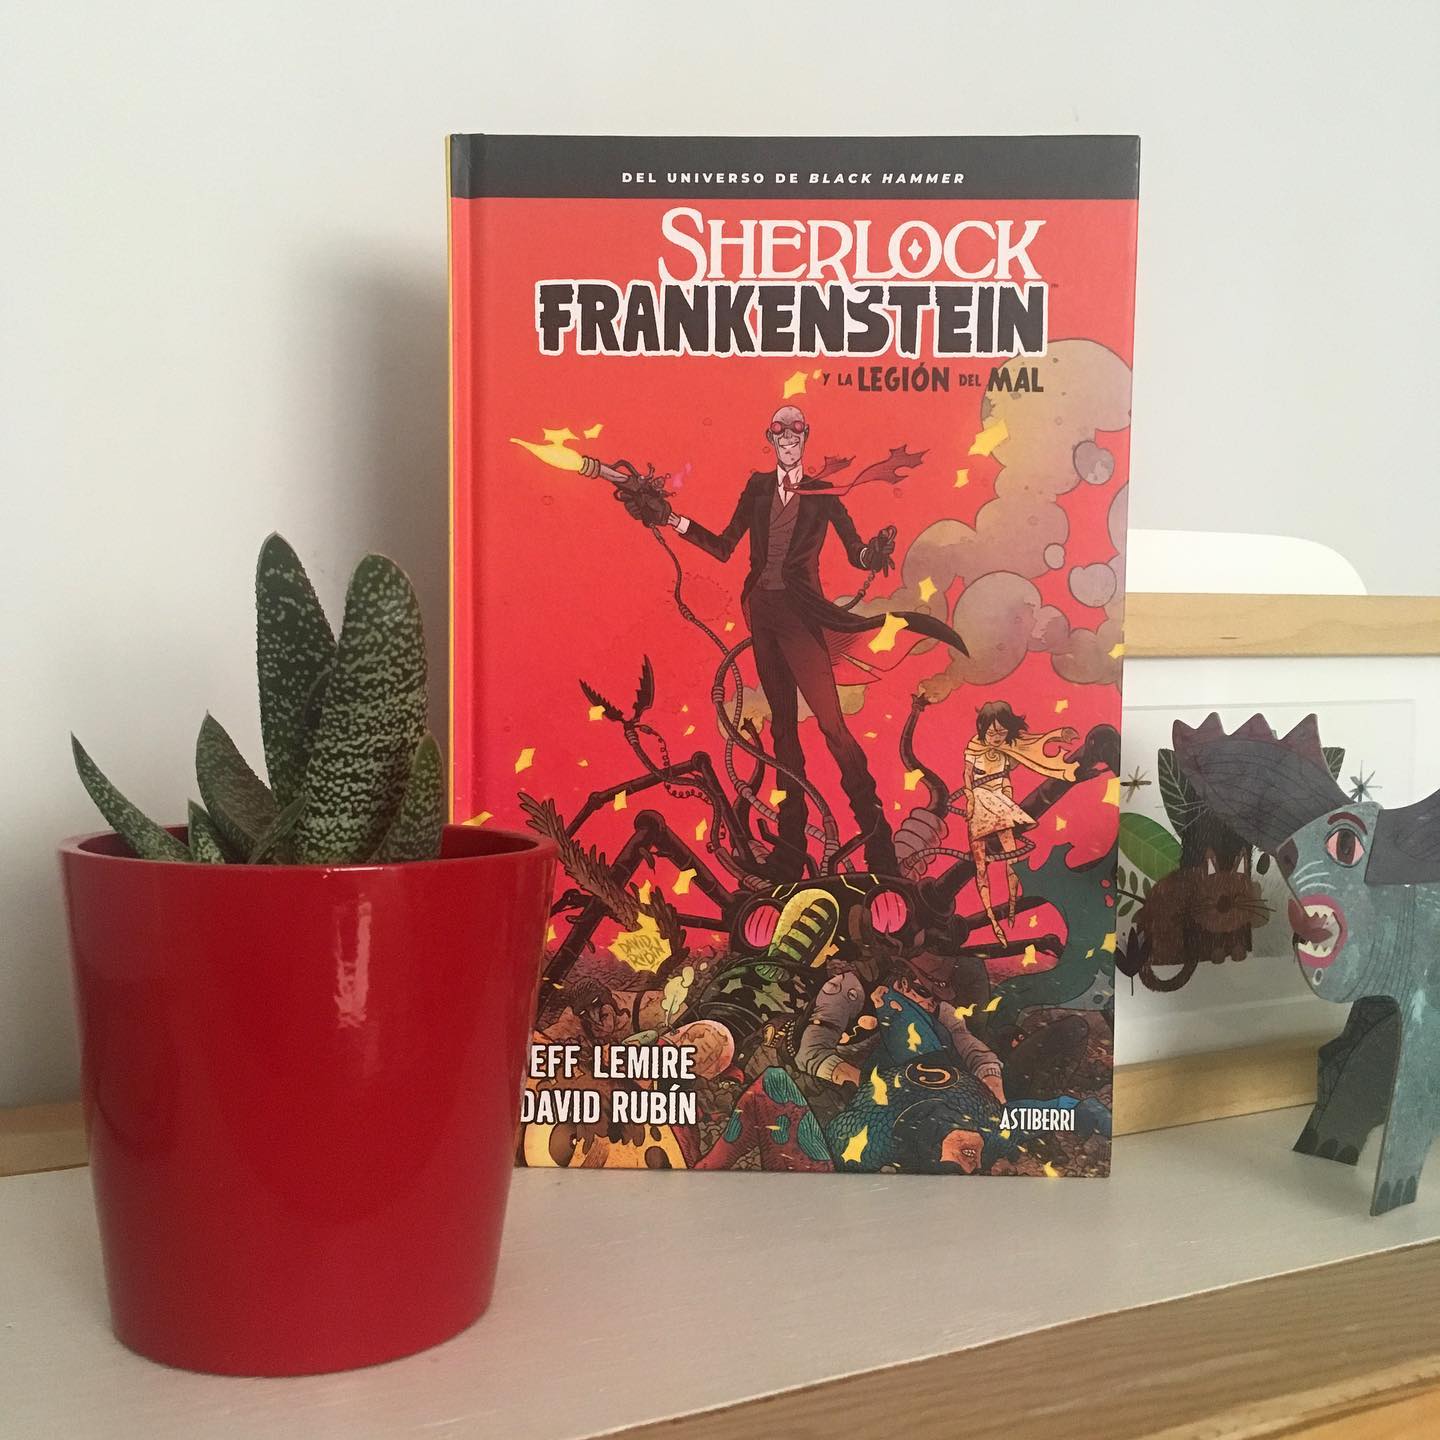 DEL UNIVERSO DE BLACK HAMMER
SHERLOCK
FRANKENSTEIN
Y LA LEGIÓN DEL MAL
DAVID
RUBÍN
EFF LEMIRE
DAVID RUBÍN
ASTIBERRI